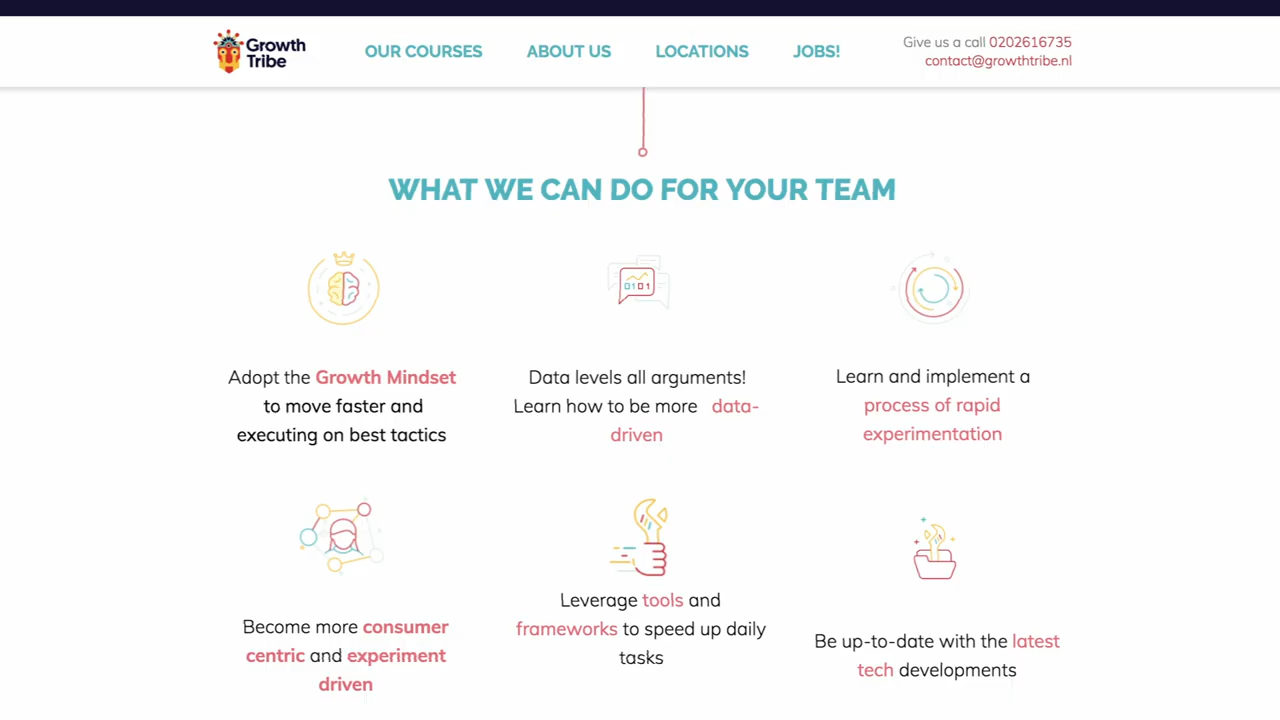 Growth
Tribe
OUR COURSES
ABOUT US
LOCATIONS
JOBS!
Give us a call 0202616735
contact@growthtribe.nl
WHAT WE CAN DO FOR YOUR TEAM
0101
Adopt the Growth Mindset
to move faster and
executing on best tactics
Data levels all arguments!
Learn how to be more data-
driven
Learn and implement a
process of rapid
experimentation
Become more consumer
centric and experiment
driven
Leverage tools and
frameworks to speed up daily
tasks
Be up-to-date with the latest
tech developments